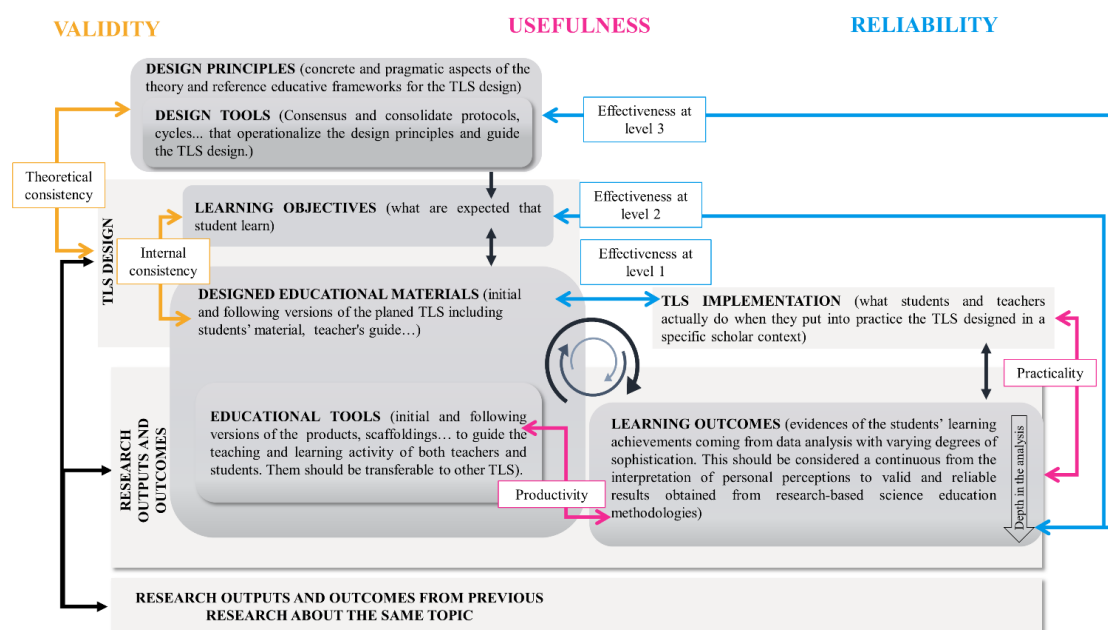 VALIDITY
USEFULNESS
RELIABILITY
DESIGN PRINCIPLES (concrete and pragmatic aspects of the
theory and reference educative frameworks for the TLS design)
DESIGN TOOLS (Consensus and consolidate protocols,
cycles... that operationalize the design principles and guide
the TLS design.)
Effectiveness at
level 3
Theoretical
consistency
TLS DESIGN
LEARNING OBJECTIVES (what are expected that
student learn)
Effectiveness at
level 2
Internal
consistency
Effectiveness at
level 1
DESIGNED EDUCATIONAL MATERIALS (initial
and following versions of the planed TLS including
students' material, teacher's guide…)
TLS IMPLEMENTATION (what students and teachers
actually do when they put into practice the TLS designed in a
specific scholar context)
Practicality
RESEARCH
OUTPUTS AND
OUTCOMES
EDUCATIONAL TOOLS (initial and following
versions of the products, scaffoldings… to guide the
teaching and learning activity of both teachers and
students. Them should be transferable to other TLS).
Productivity
LEARNING OUTCOMES (evidences of the students' learning
achievements coming from data analysis with varying degrees of
sophistication. This should be considered a continuous from the
interpretation of personal perceptions to valid and reliable
results obtained from research-based science education
methodologies)
Depth in the analysis
RESEARCH OUTPUTS AND OUTCOMES FROM PREVIOUS
RESEARCH ABOUT THE SAME TOPIC